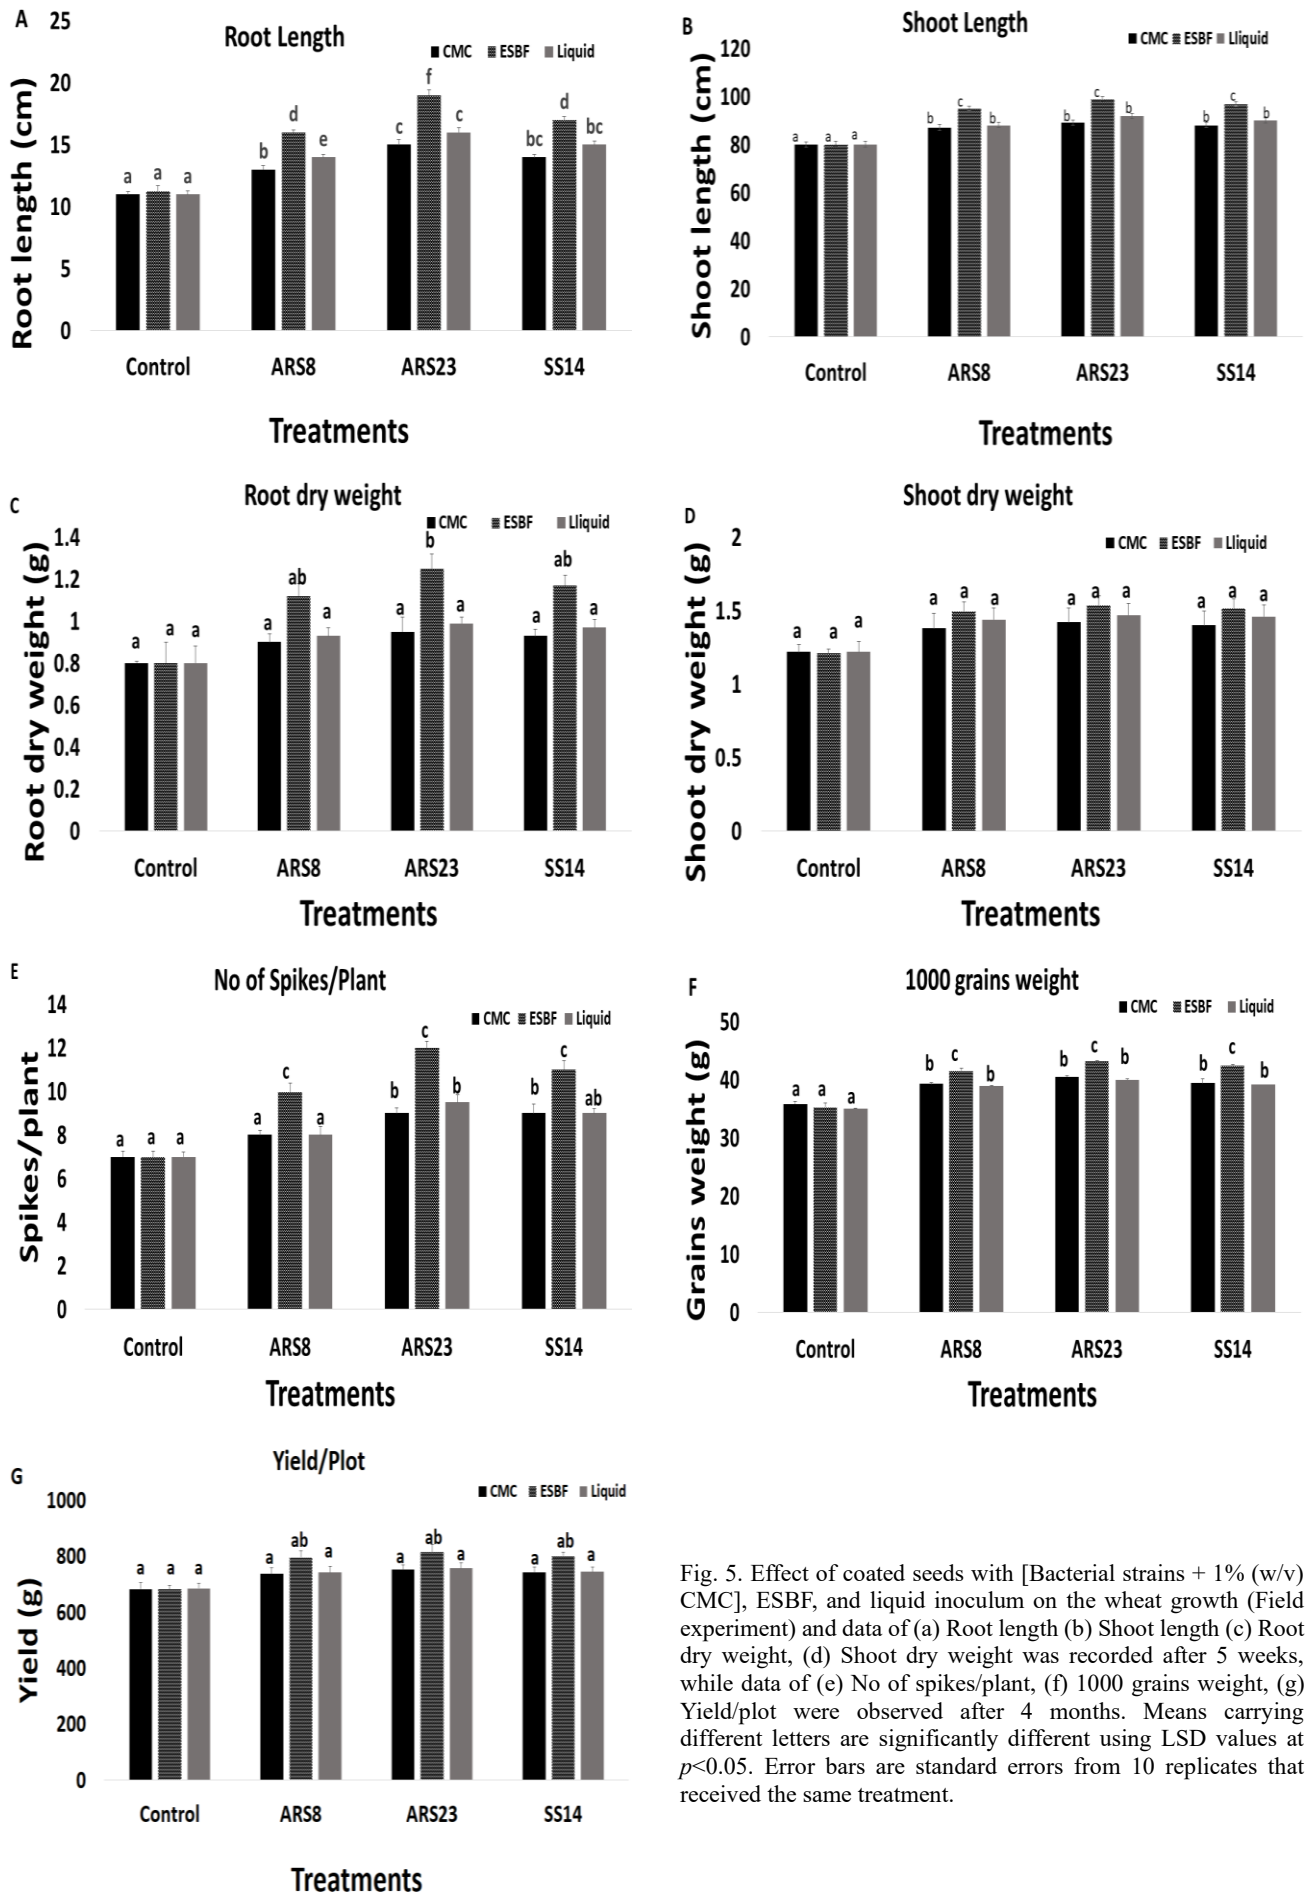 A
Root Length
CMC ESBF Liquid
Root length (cm)
25
20
15
10
5
0
a a a b d e c f c bc d bc
Control ARS8 ARS23 SS14
Treatments
B
Shoot Length
CMC ESBF Lliquid
Shoot length (cm)
120
100
80
60
40
20
0
a a a b c b b c b b c b
Control ARS8 ARS23 SS14
Treatments
C
Root dry weight
CMC ESBF Lliquid
Root dry weight (g)
1.4
1.2
1
0.8
0.6
0.4
0.2
0
a a a a ab a a b a a ab a
Control ARS8 ARS23 SS14
Treatments
D
Shoot dry weight
CMC ESBF Lliquid
Shoot dry weight (g)
2
1.5
1
0.5
0
a a a a a a a a a a a a
Control ARS8 ARS23 SS14
Treatments
E
No of Spikes/Plant
CMC ESBF Liquid
Spikes/plant
14
12
10
8
6
4
2
0
a a a a c a b c b b c ab
Control ARS8 ARS23 SS14
Treatments
F
1000 grains weight
CMC ESBF Liquid
Grains weight (g)
50
40
30
20
10
0
a a a b c b b c b b c b
Control ARS8 ARS23 SS14
Treatments
G
Yield/Plot
CMC ESBF Liquid
Yield (g)
1000
800
600
400
200
0
a a a a ab a a ab a a ab a
Control ARS8 ARS23 SS14
Treatments
Fig. 5. Effect of coated seeds with [Bacterial strains + 1% (w/v)
CMC], ESBF, and liquid inoculum on the wheat growth (Field
experiment) and data of (a) Root length (b) Shoot length (c) Root
dry weight, (d) Shoot dry weight was recorded after 5 weeks,
while data of (e) No of spikes/plant, (f) 1000 grains weight, (g)
Yield/plot were observed after 4 months. Means carrying
different letters are significantly different using LSD values at
p<0.05. Error bars are standard errors from 10 replicates that
received the same treatment.